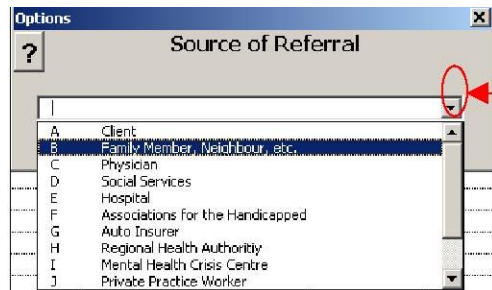 Options
?
Source of Referral
A Client
B Family Member, Neighbour, etc.
C Physician
D Social Services
E Hospital
F Associations for the Handicapped
G Auto Insurer
H Regional Health Authoritiy
I Mental Health Crisis Centre
J Private Practice Worker